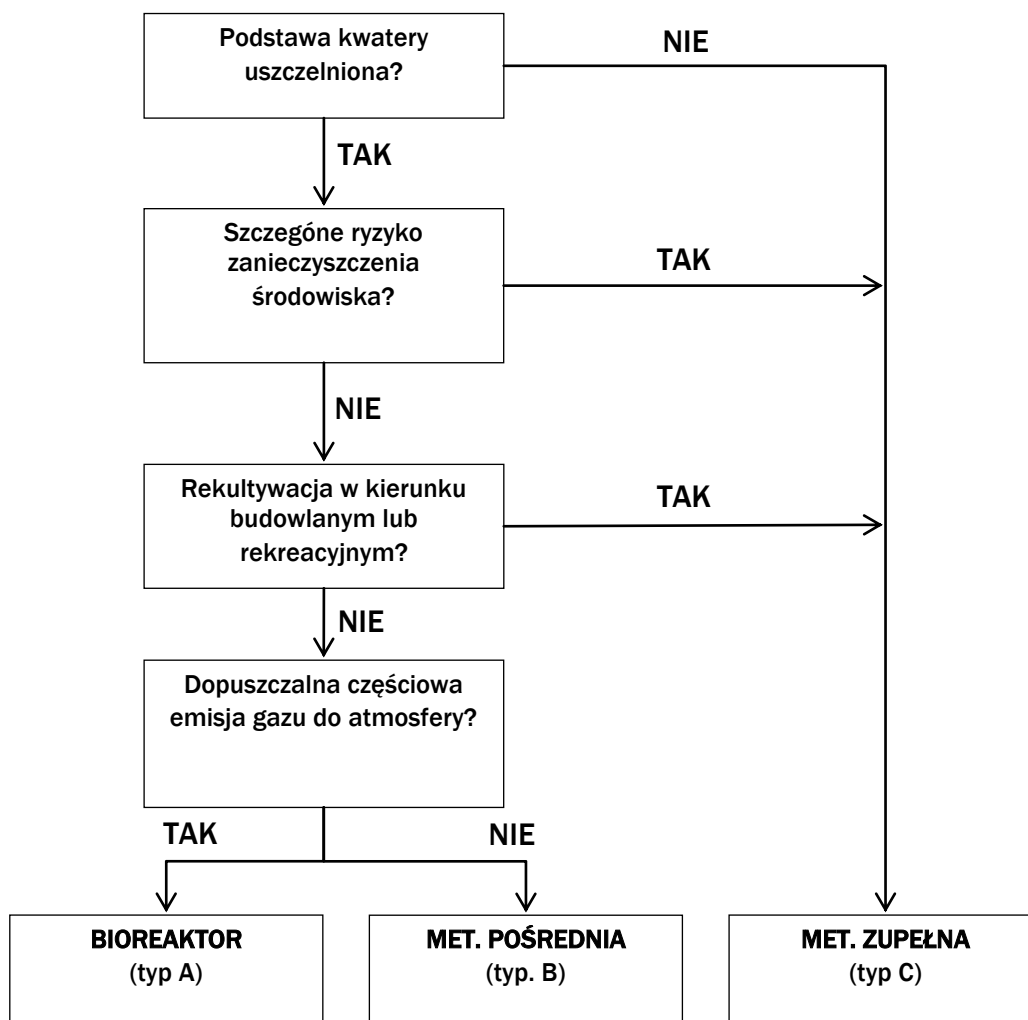 Podstawa kwatery
uszczelniona?
NIE
TAK
Szczegóne ryzyko
zanieczyszczenia
środowiska?
TAK
NIE
Rekultywacja w kierunku
budowlanym lub
rekreacyjnym?
TAK
NIE
Dopuszczalna częściowa
emisja gazu do atmosfery?
TAK
NIE
BIOREAKTOR
(typ A)
MET. POŚREDNIA
(typ. B)
MET. ZUPEŁNA
(typ C)